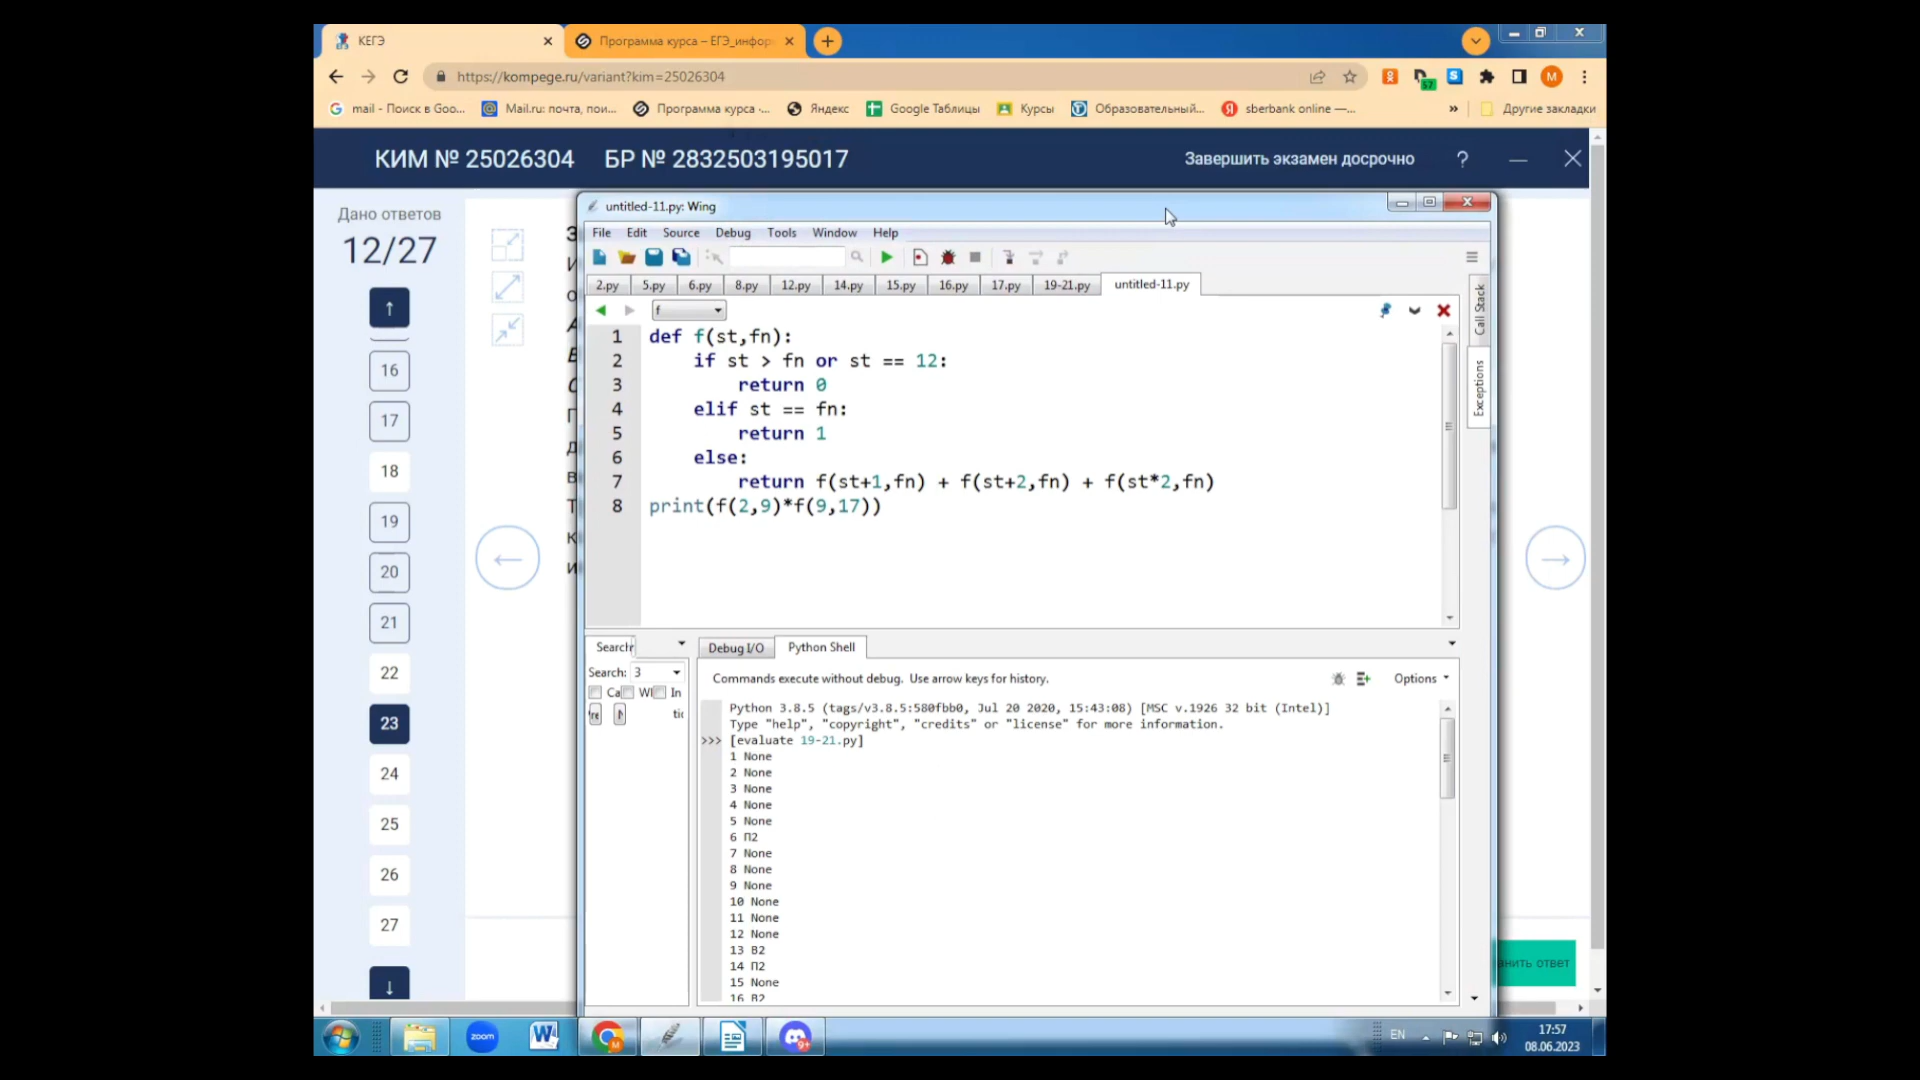 КЕГЭ
Программа курса – ЕГЭ_инфор
https://kompege.ru/variant?kim=25026304
mail - Поиск в Goo...
Mail.ru: почта, пои...
Программа курса -...
Яндекс
Google Таблицы
Курсы
Образовательный...
sberbank online —...
»
Другие закладки
КИМ № 25026304
БР № 2832503195017
Завершить экзамен досрочно
?
Дано ответов
12/27
16
17
18
19
20
21
22
23
24
25
26
27
untitled-11.py: Wing
File Edit Source Debug Tools Window Help
2.py 5.py 6.py 8.py 12.py 14.py 15.py 16.py 17.py 19-21.py untitled-11.py
f
Call Stack
Exceptions
1 def f(st,fn):
2 if st > fn or st == 12:
3 return 0
4 elif st == fn:
5 return 1
6 else:
7 return f(st+1,fn) + f(st+2,fn) + f(st*2,fn)
8 print(f(2,9)*f(9,17))
Search
Search: 3
Ca Wl In
Debug I/O
Python Shell
Commands execute without debug. Use arrow keys for history.
Options
Python 3.8.5 (tags/v3.8.5:580fbb0, Jul 20 2020, 15:43:08) [MSC v.1926 32 bit (Intel)]
Type "help", "copyright", "credits" or "license" for more information.
>>> [evaluate 19-21.py]
1 None
2 None
3 None
4 None
5 None
6 П2
7 None
8 None
9 None
10 None
11 None
12 None
13 В2
14 П2
15 None
16 В2
нить ответ
zoom
EN
17:57
08.06.2023